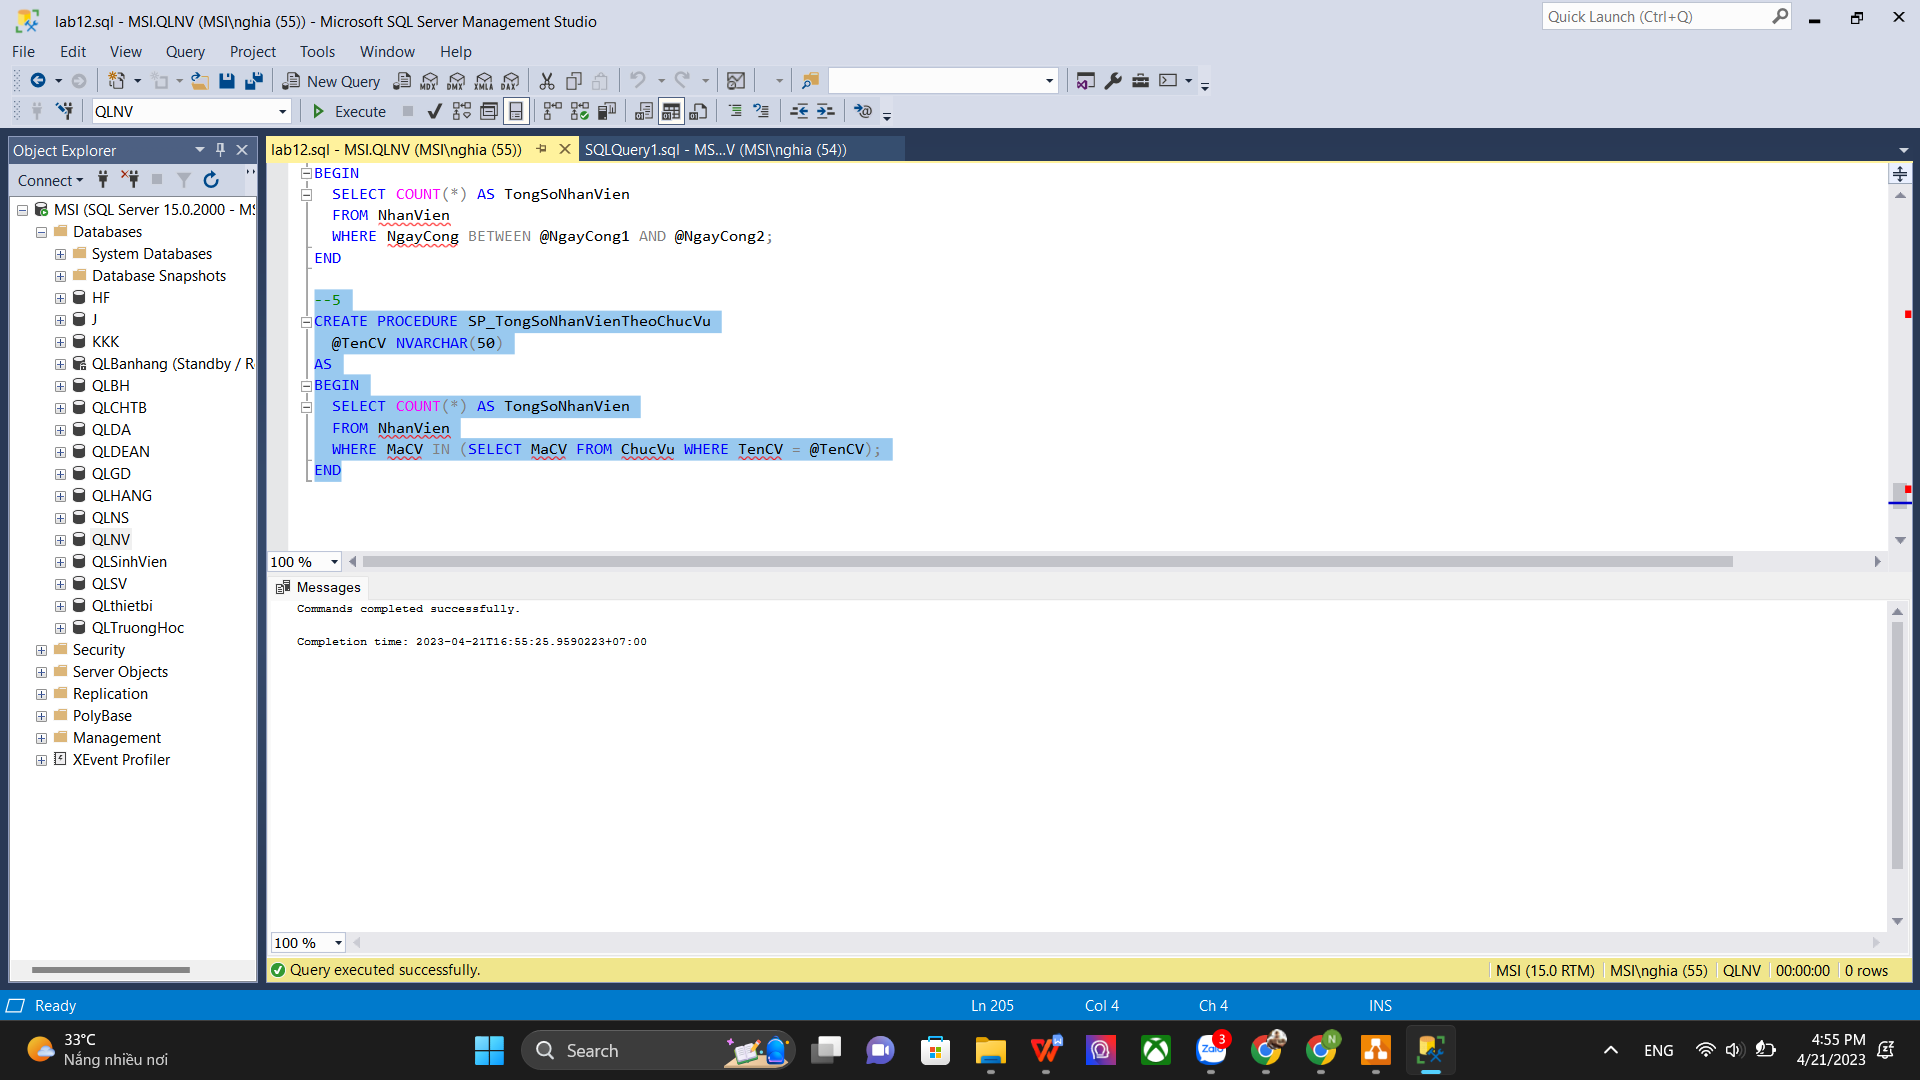 lab12.sql - MSI.QLNV (MSI\nghia (55)) - Microsoft SQL Server Management Studio
Quick Launch (Ctrl+Q)
File Edit View Query Project Tools Window Help
New Query MDX DMX XMLA DAX
QLNV Execute
Object Explorer
lab12.sql - MSI.QLNV (MSI\nghia (55)) SQLQuery1.sql - MS...V (MSI\nghia (54))
Connect
MSI (SQL Server 15.0.2000 - MS
Databases
System Databases
Database Snapshots
HF
J
KKK
QLBanhang (Standby / R
QLBH
QLCHTB
QLDA
QLDEAN
QLGD
QLHANG
QLNS
QLNV
QLSinhVien
QLSV
QLthietbi
QLTruongHoc
Security
Server Objects
Replication
PolyBase
Management
XEvent Profiler
BEGIN
SELECT COUNT(*) AS TongSoNhanVien
FROM NhanVien
WHERE NgayCong BETWEEN @NgayCong1 AND @NgayCong2;
END
--5
CREATE PROCEDURE SP_TongSoNhanVienTheoChucVu
@TenCV NVARCHAR(50)
AS
BEGIN
SELECT COUNT(*) AS TongSoNhanVien
FROM NhanVien
WHERE MaCV IN (SELECT MaCV FROM ChucVu WHERE TenCV = @TenCV);
END
100 %
Messages
Commands completed successfully.
Completion time: 2023-04-21T16:55:25.9590223+07:00
100 %
Query executed successfully. MSI (15.0 RTM) MSI\nghia (55) QLNV 00:00:00 0 rows
Ready Ln 205 Col 4 Ch 4 INS
33°C
Nắng nhiều nơi
Search
Zalo 3
N
ENG
4:55 PM
4/21/2023